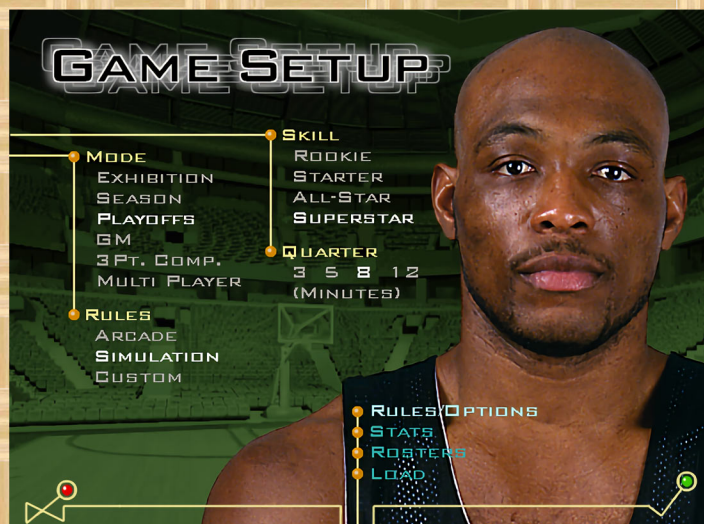 GAME SETUP
MODE
EXHIBITION
SEASON
PLAYOFFS
GM
3PT. COMP.
MULTI PLAYER
RULES
ARCADE
SIMULATION
CUSTOM
SKILL
ROOKIE
STARTER
ALL-STAR
SUPERSTAR
QUARTER
3 5 8 12
(MINUTES)
RULES/OPTIONS
STATS
ROSTERS
LOAD